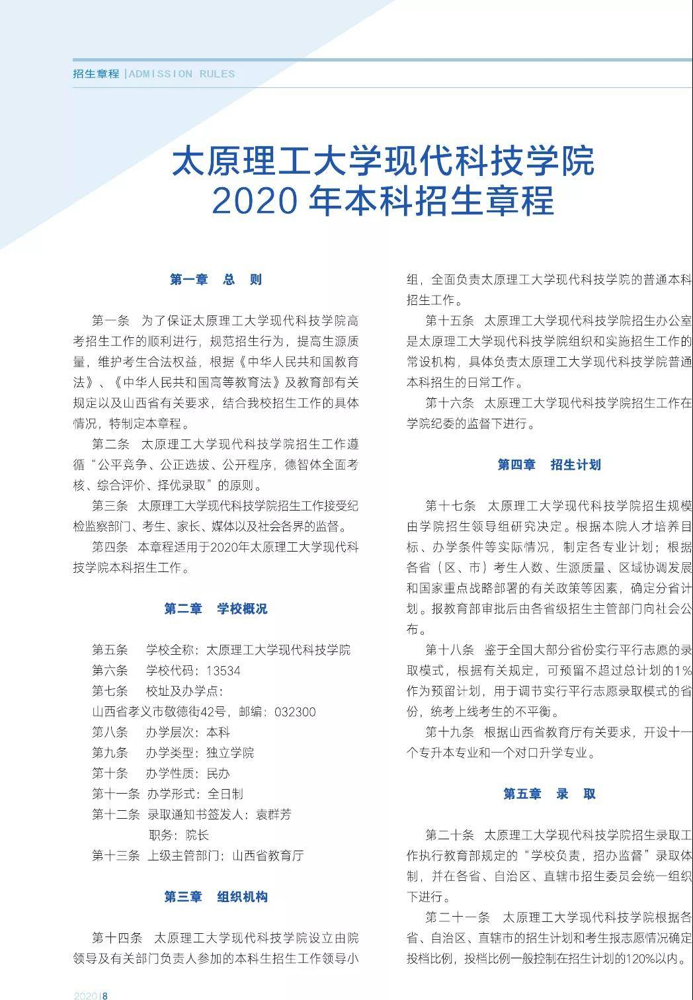 招生章程 | ADMISSION RULES
太原理工大学现代科技学院
2020 年本科招生章程
第一章 总 则
第一条 为了保证太原理工大学现代科技学院高
考招生工作的顺利进行，规范招生行为，提高生源质
量，维护考生合法权益，根据《中华人民共和国教育
法》、《中华人民共和国高等教育法》及教育部有关
规定以及山西省有关要求，结合我校招生工作的具体
情况，特制定本章程。
第二条 太原理工大学现代科技学院招生工作遵
循“公平竞争、公正选拔、公开程序，德智体全面考
核、综合评价、择优录取”的原则。
第三条 太原理工大学现代科技学院招生工作接受纪
检监察部门、考生、家长、媒体以及社会各界的监督。
第四条 本章程适用于2020年太原理工大学现代科
技学院本科招生工作。
第二章 学校概况
第五条 学校全称：太原理工大学现代科技学院
第六条 学校代码：13534
第七条 校址及办学点：
山西省孝义市敬德街42号，邮编：032300
第八条 办学层次：本科
第九条 办学类型：独立学院
第十条 办学性质：民办
第十一条 办学形式：全日制
第十二条 录取通知书签发人：袁群芳
职务：院长
第十三条 上级主管部门：山西省教育厅
第三章 组织机构
第十四条 太原理工大学现代科技学院设立由院
领导及有关部门负责人参加的本科生招生工作领导小
组，全面负责太原理工大学现代科技学院的普通本科
招生工作。
第十五条 太原理工大学现代科技学院招生办公室
是太原理工大学现代科技学院组织和实施招生工作的
常设机构，具体负责太原理工大学现代科技学院普通
本科招生的日常工作。
第十六条 太原理工大学现代科技学院招生工作在
学院纪委的监督下进行。
第四章 招生计划
第十七条 太原理工大学现代科技学院招生规模
由学院招生领导组研究决定。根据本院人才培养目
标、办学条件等实际情况，制定各专业计划；根据
各省（区、市）考生人数、生源质量、区域协调发展
和国家重点战略部署的有关政策等因素，确定分省计
划。报教育部审批后由各省级招生主管部门向社会公
布。
第十八条 鉴于全国大部分省份实行平行志愿的录
取模式，根据有关规定，可预留不超过总计划的1%
作为预留计划，用于调节实行平行志愿录取模式的省
份，统考上线考生的不平衡。
第十九条 根据山西省教育厅有关要求，开设十一
个专升本专业和一个对口升学专业。
第五章 录 取
第二十条 太原理工大学现代科技学院招生录取工
作执行教育部规定的“学校负责，招办监督”录取体
制，并在各省、自治区、直辖市招生委员会统一组织
下进行。
第二十一条 太原理工大学现代科技学院根据各
省、自治区、直辖市的招生计划和考生报志愿情况确定
投档比例，投档比例一般控制在招生计划的120%以内。
2020|8